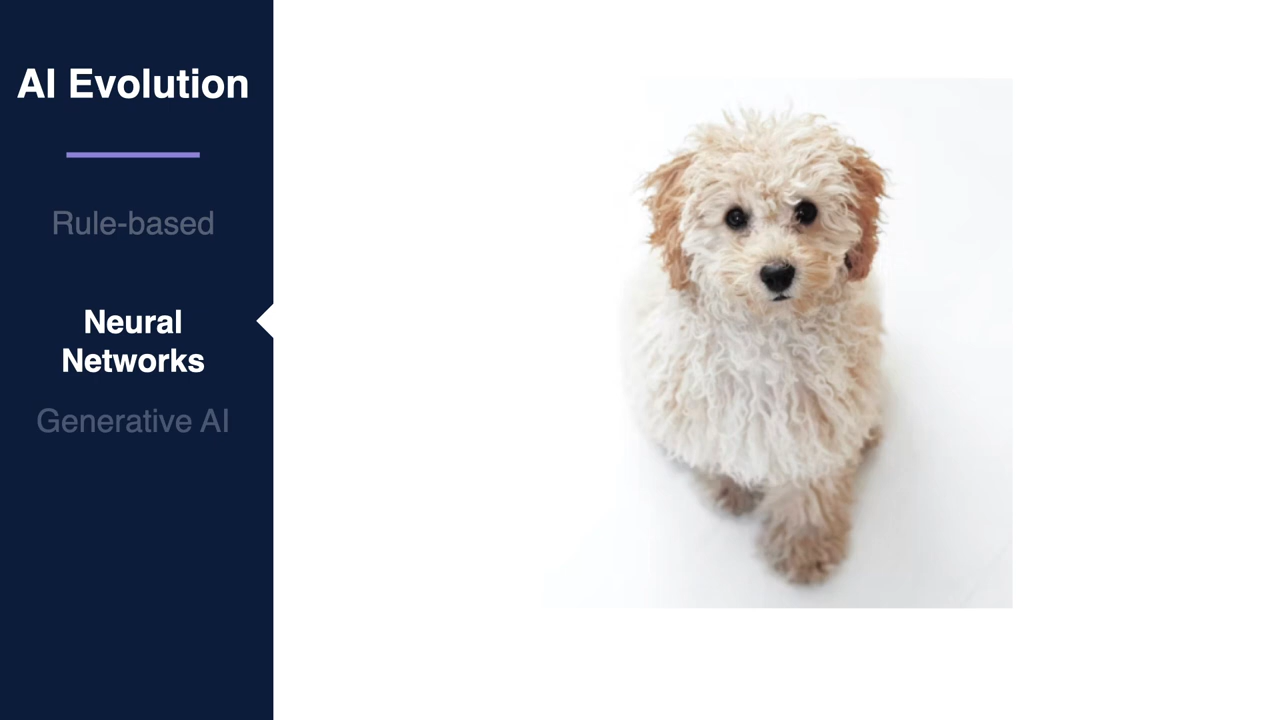 AI Evolution
Rule-based
Neural
Networks
Generative AI